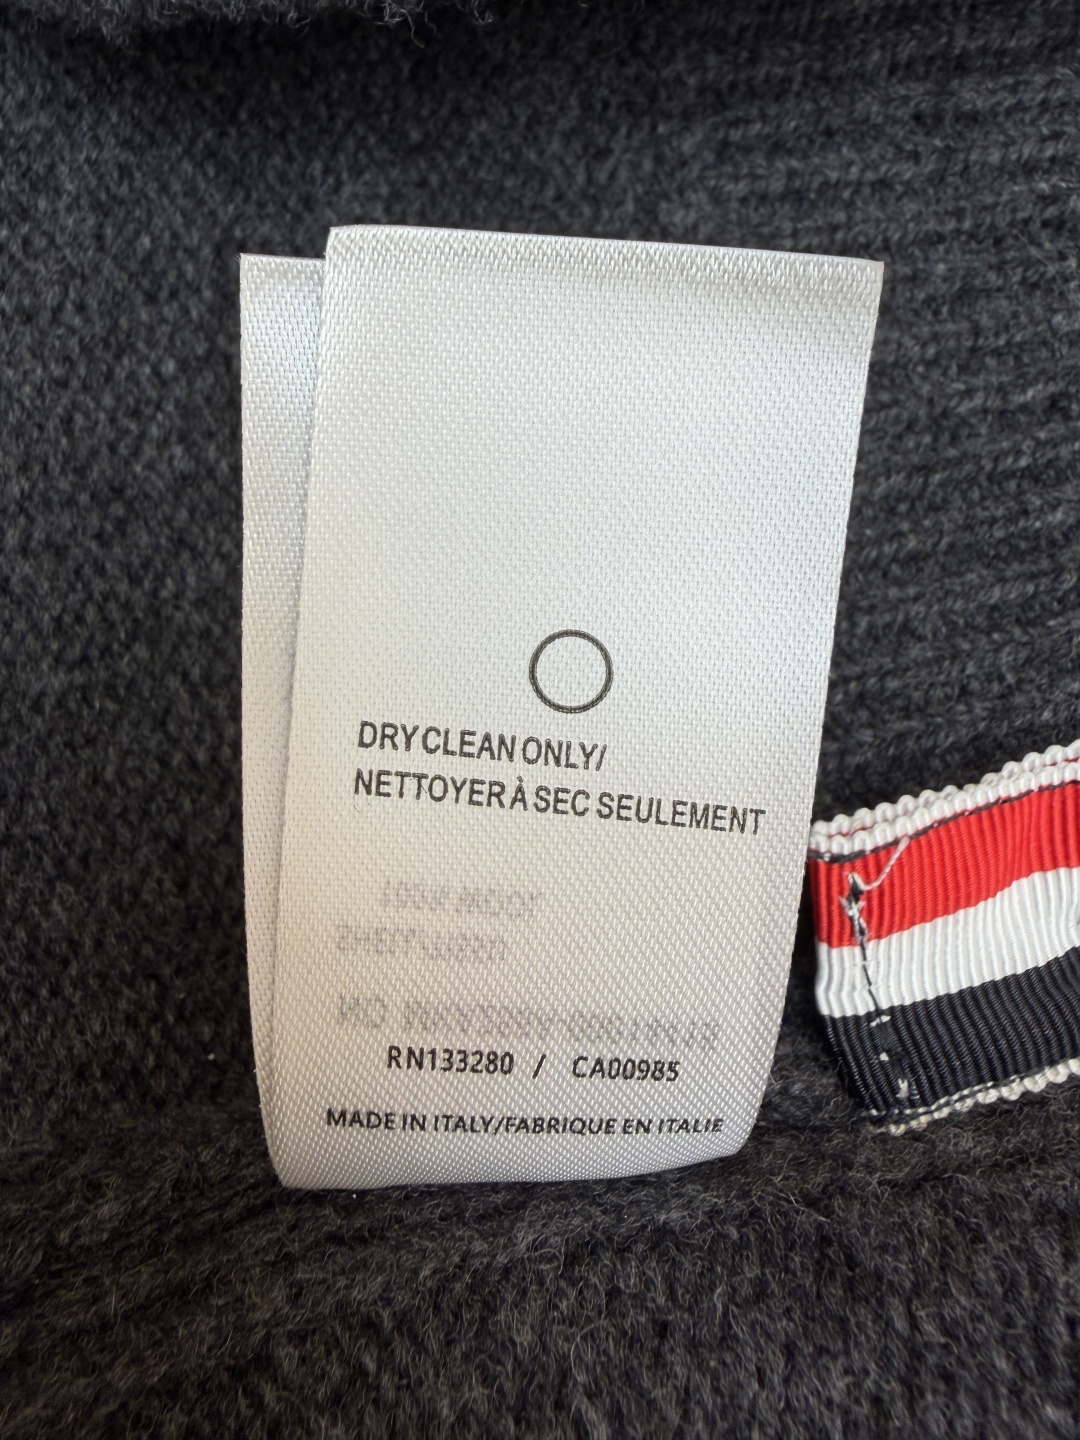 DRY CLEAN ONLY/
NETTOYER À SEC SEULEMENT
RN133280 / CA00985
MADE IN ITALY/FABRIQUE EN ITALIE